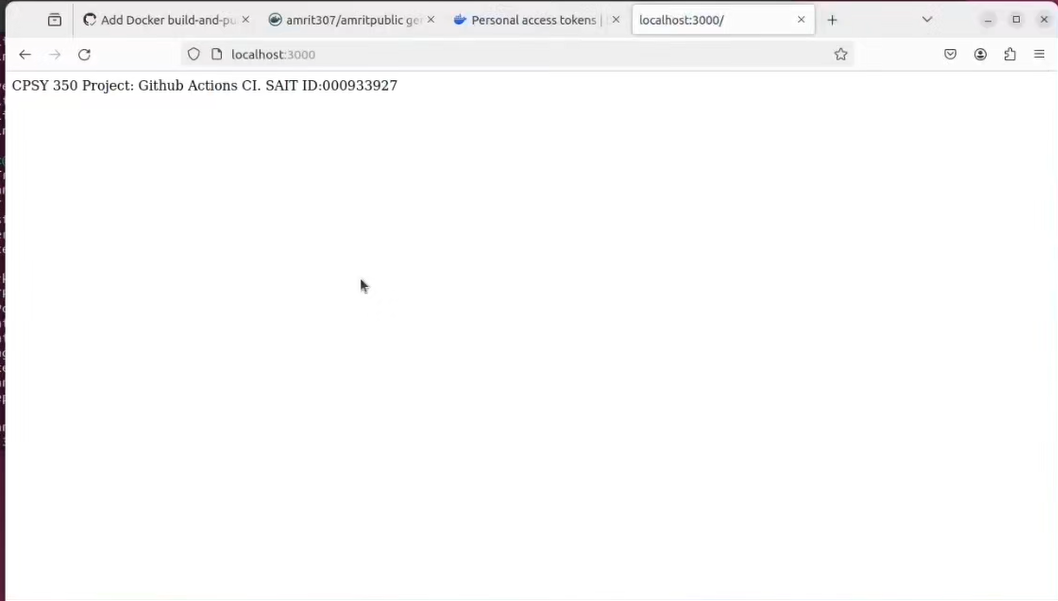 Add Docker build-and-pu
amrit307/amritpublic ge
Personal access tokens |
localhost:3000/
localhost:3000
CPSY 350 Project: Github Actions CI. SAIT ID:000933927